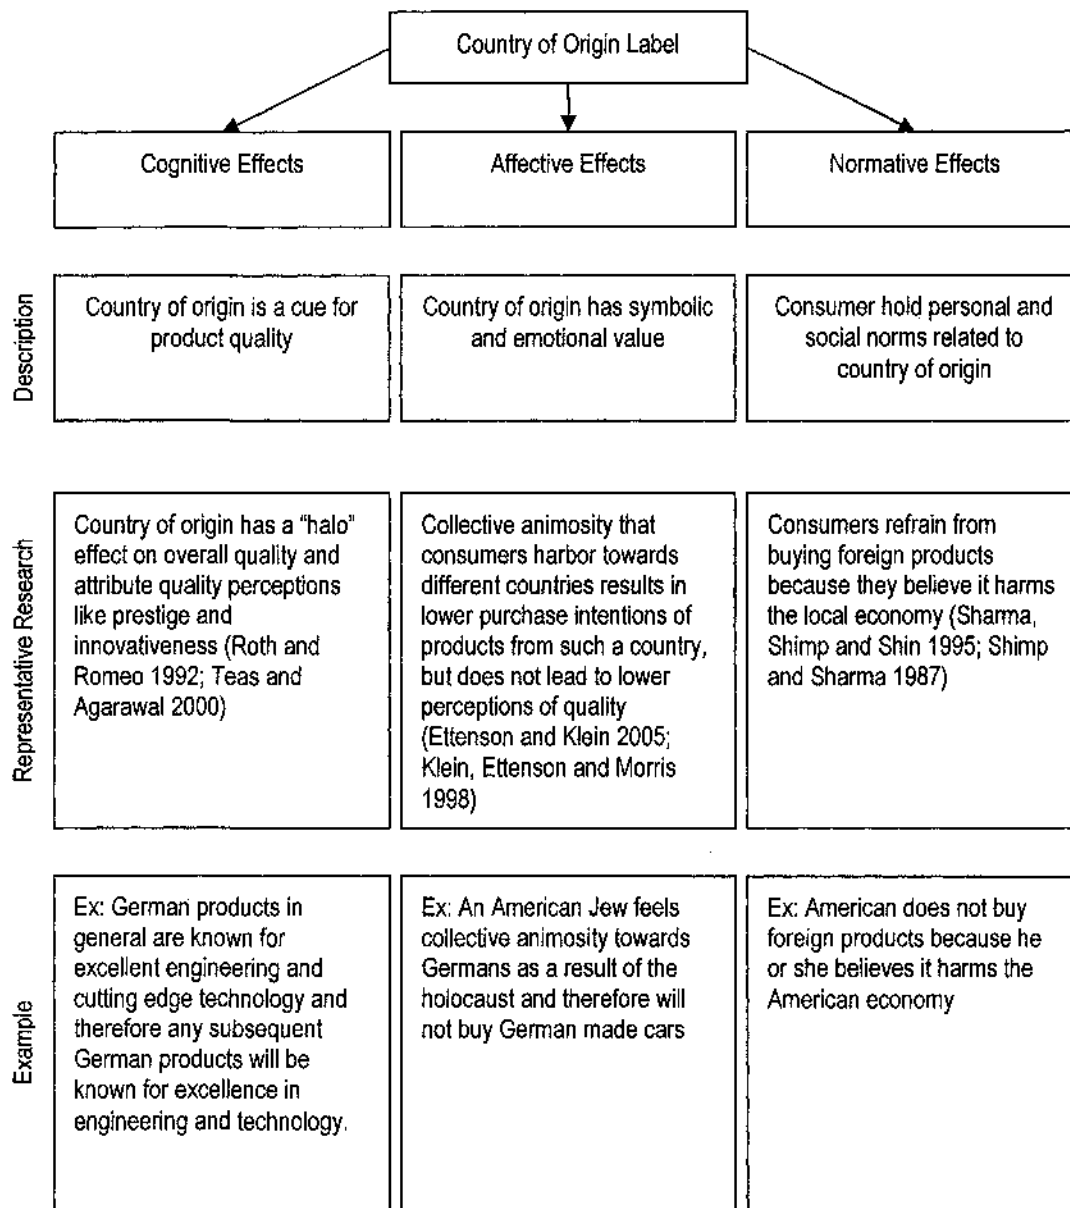 Country of Origin Label
Cognitive Effects
Affective Effects
Normative Effects
Description
Country of origin is a cue for
product quality
Country of origin has symbolic
and emotional value
Consumer hold personal and
social norms related to
country of origin
Representative Research
Country of origin has a "halo"
effect on overall quality and
attribute quality perceptions
like prestige and
innovativeness (Roth and
Romeo 1992; Teas and
Agarawal 2000)
Collective animosity that
consumers harbor towards
different countries results in
lower purchase intentions of
products from such a country,
but does not lead to lower
perceptions of quality
(Ettenson and Klein 2005;
Klein, Ettenson and Morris
1998)
Consumers refrain from
buying foreign products
because they believe it harms
the local economy (Sharma,
Shimp and Shin 1995; Shimp
and Sharma 1987)
Example
Ex: German products in
general are known for
excellent engineering and
cutting edge technology and
therefore any subsequent
German products will be
known for excellence in
engineering and technology.
Ex: An American Jew feels
collective animosity towards
Germans as a result of the
holocaust and therefore will
not buy German made cars
Ex: American does not buy
foreign products because he
or she believes it harms the
American economy